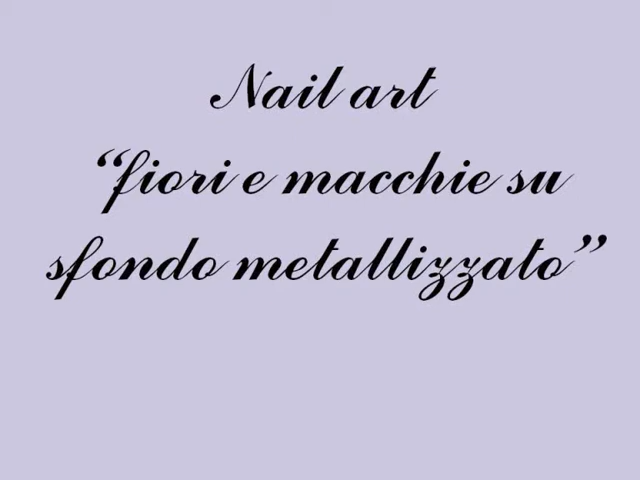 Nail art
“fiori e macchie su
sfondo metallizzato”